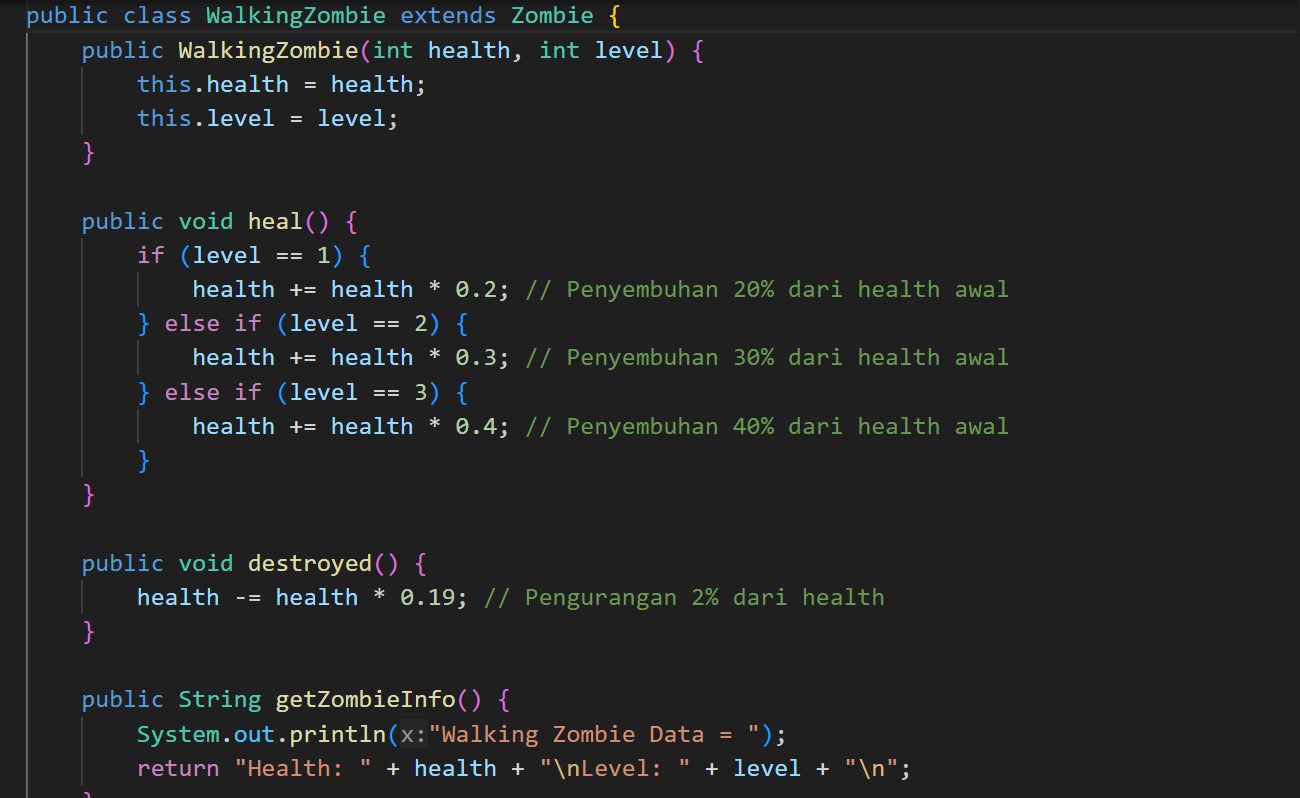 public class WalkingZombie extends Zombie {
    public WalkingZombie(int health, int level) {
        this.health = health;
        this.level = level;
    }
    public void heal() {
        if (level == 1) {
            health += health * 0.2; // Penyembuhan 20% dari health awal
        } else if (level == 2) {
            health += health * 0.3; // Penyembuhan 30% dari health awal
        } else if (level == 3) {
            health += health * 0.4; // Penyembuhan 40% dari health awal
        }
    }
    public void destroyed() {
        health -= health * 0.19; // Pengurangan 2% dari health
    }
    public String getZombieInfo() {
        System.out.println(x:"Walking Zombie Data = ");
        return "Health: " + health + "\nLevel: " + level + "\n";
    }